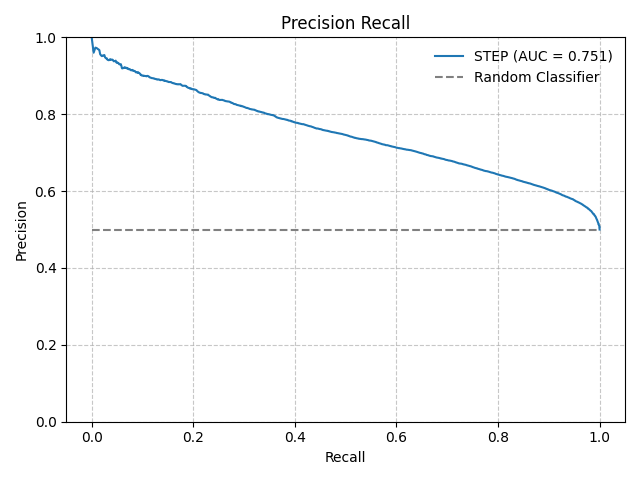 Precision Recall
STEP (AUC = 0.751)
Random Classifier
Precision
1.0
0.8
0.6
0.4
0.2
0.0
0.0 0.2 0.4 0.6 0.8 1.0
Recall